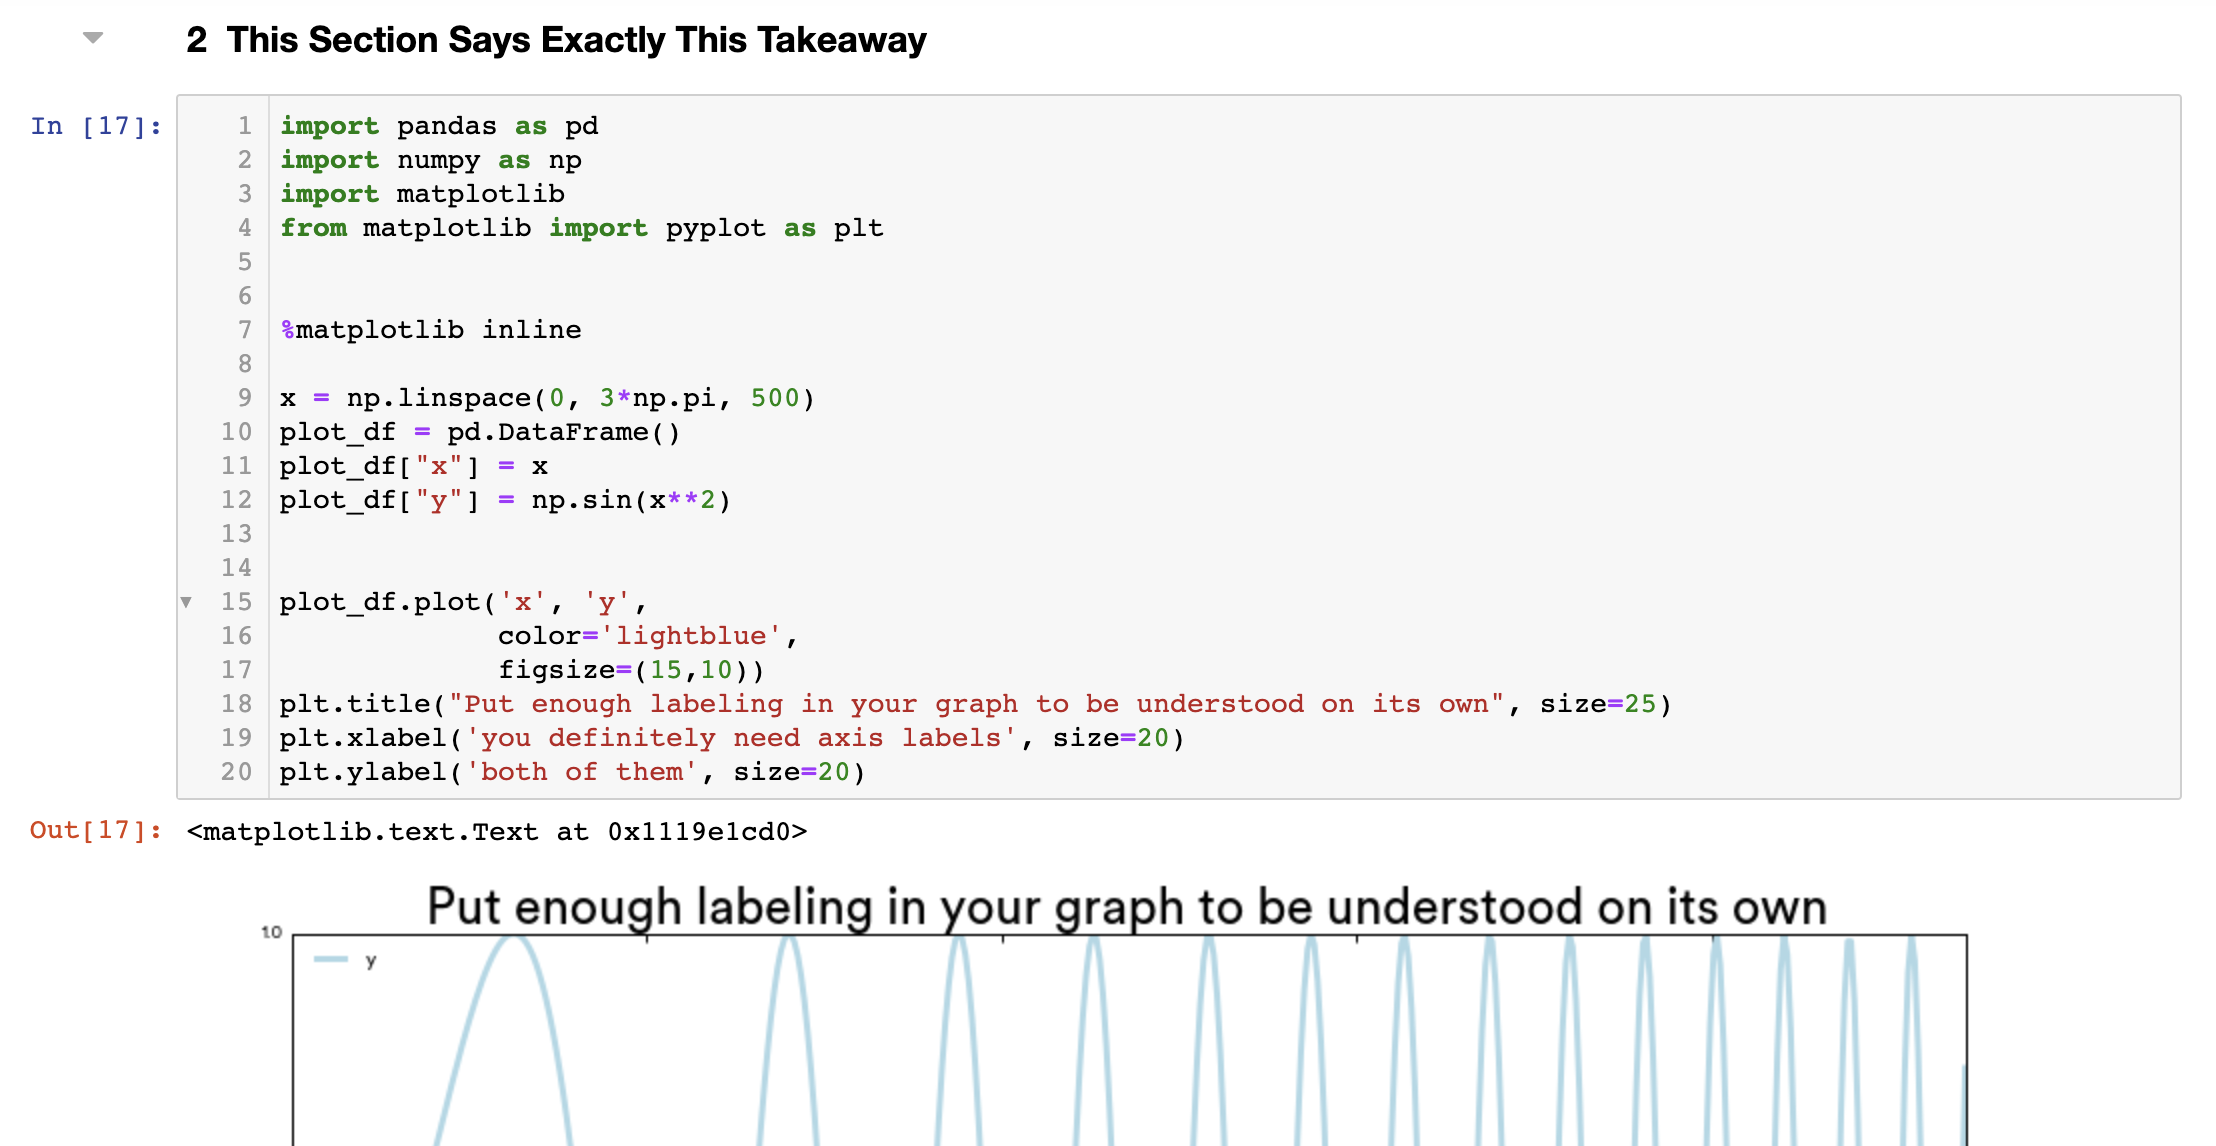 2 This Section Says Exactly This Takeaway
In [17]:
1 import pandas as pd
2 import numpy as np
3 import matplotlib
4 from matplotlib import pyplot as plt
5
6
7 %matplotlib inline
8
9 x = np.linspace(0, 3*np.pi, 500)
10 plot_df = pd.DataFrame()
11 plot_df["x"] = x
12 plot_df["y"] = np.sin(x**2)
13
14
15 plot_df.plot('x', 'y',
16              color='lightblue',
17              figsize=(15,10))
18 plt.title("Put enough labeling in your graph to be understood on its own", size=25)
19 plt.xlabel('you definitely need axis labels', size=20)
20 plt.ylabel('both of them', size=20)
Out[17]: <matplotlib.text.Text at 0x1119e1cd0>
Put enough labeling in your graph to be understood on its own
1.0
y